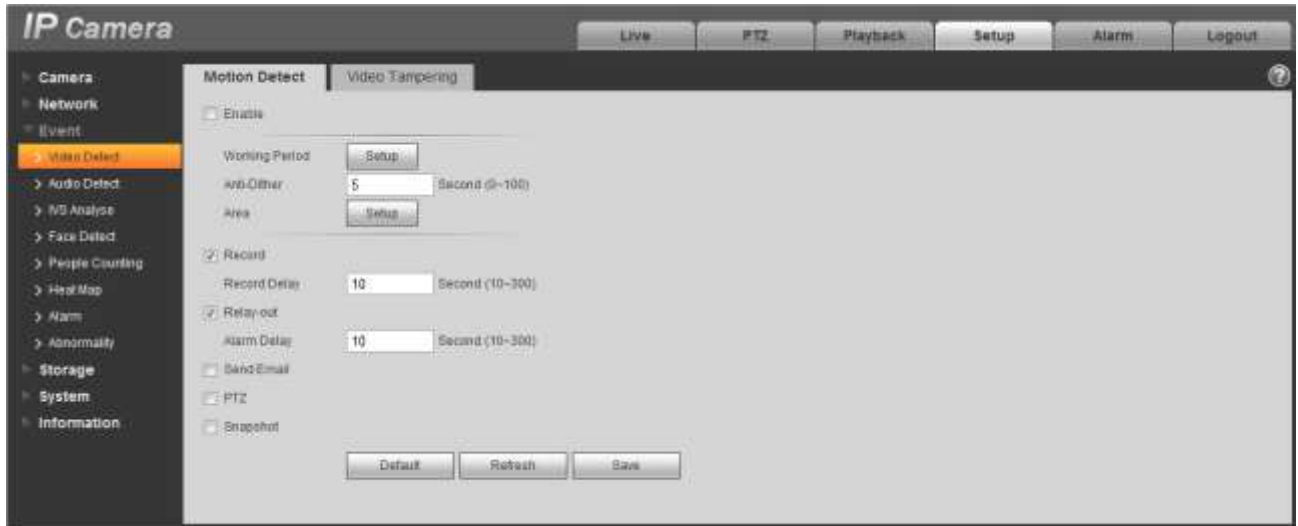 IP Camera
Live PTZ Playback Setup Alarm Logout
Camera
Network
Event
Video Detect
Audio Detect
IVS Analyse
Face Detect
People Counting
Heat Map
Alarm
Abnormality
Storage
System
Information
Motion Detect Video Tampering ?
Enable
Working Period Setup
Anti-Dither 5 Second (0~100)
Area Setup
Record
Record Delay 10 Second (10~300)
Relay-out
Alarm Delay 10 Second (10~300)
Send Email
PTZ
Snapshot
Default Refresh Save